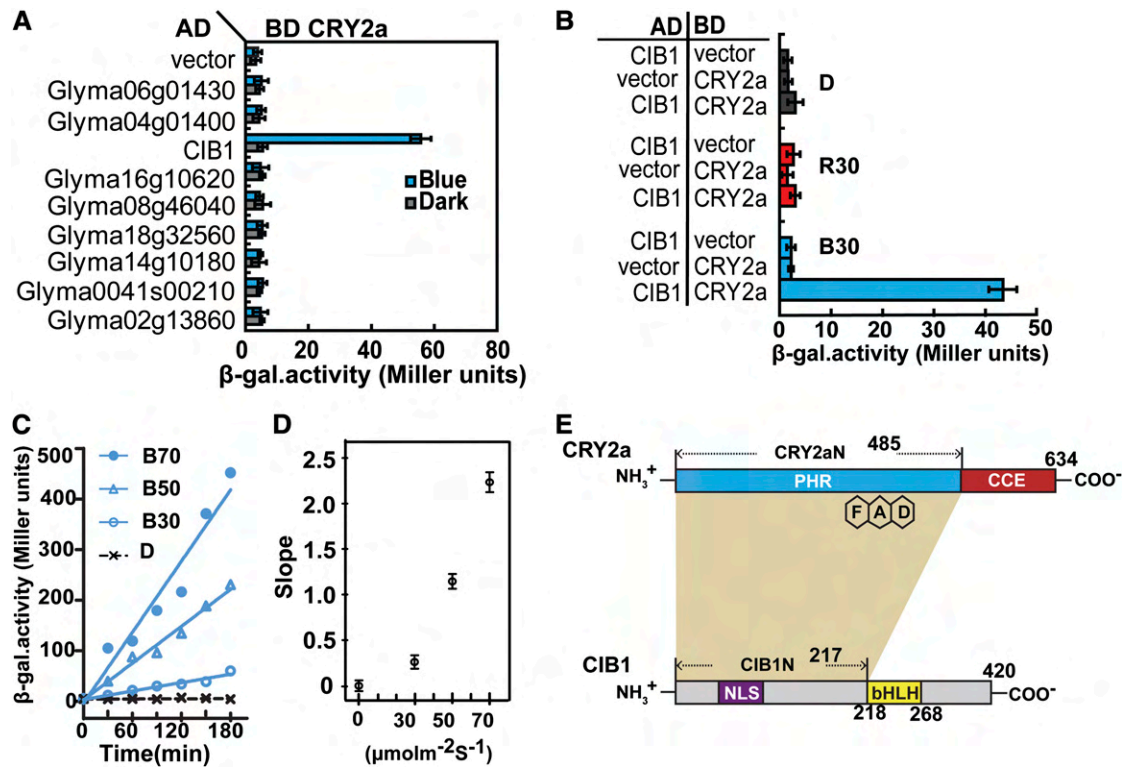 A
AD BD CRY2a
vector
Glyma06g01430
Glyma04g01400
CIB1
Glyma16g10620
Glyma08g46040
Glyma18g32560
Glyma14g10180
Glyma0041s00210
Glyma02g13860
Blue
Dark
0 20 40 60 80
β-gal.activity (Miller units)
B
AD BD
CIB1 vector
vector CRY2a
CIB1 CRY2a
D
CIB1 vector
vector CRY2a
CIB1 CRY2a
R30
CIB1 vector
vector CRY2a
CIB1 CRY2a
B30
0 10 20 30 40 50
β-gal.activity (Miller units)
C
β-gal.activity (Miller units)
500
400
300
200
100
0
B70
B50
B30
D
0 60 120 180
Time(min)
D
Slope
2.5
2.0
1.5
1.0
0.5
0
0 30 50 70
(μmolm⁻²S⁻¹)
E
CRY2a
CRY2aN 485
634
NH₃⁺
PHR
CCE
COO⁻
F A D
CIB1
CIB1N 217
420
NH₃⁺
NLS
bHLH
COO⁻
218 268